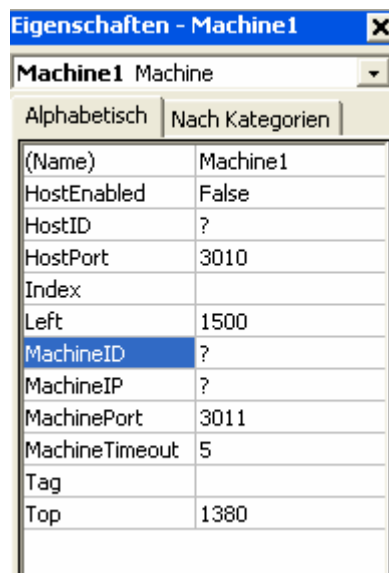 Eigenschaften - Machine1
Machine1 Machine
Alphabetisch Nach Kategorien
(Name) Machine1
HostEnabled False
HostID ?
HostPort 3010
Index
Left 1500
MachineID ?
MachineIP ?
MachinePort 3011
MachineTimeout 5
Tag
Top 1380